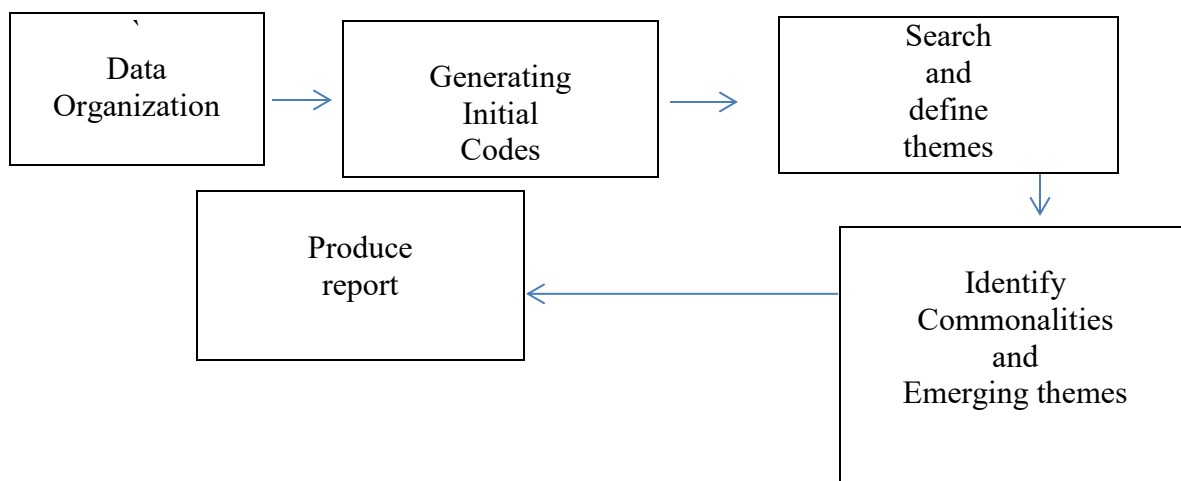 `
Data
Organization
Generating
Initial
Codes
Search
and
define
themes
Identify
Commonalities
and
Emerging themes
Produce
report